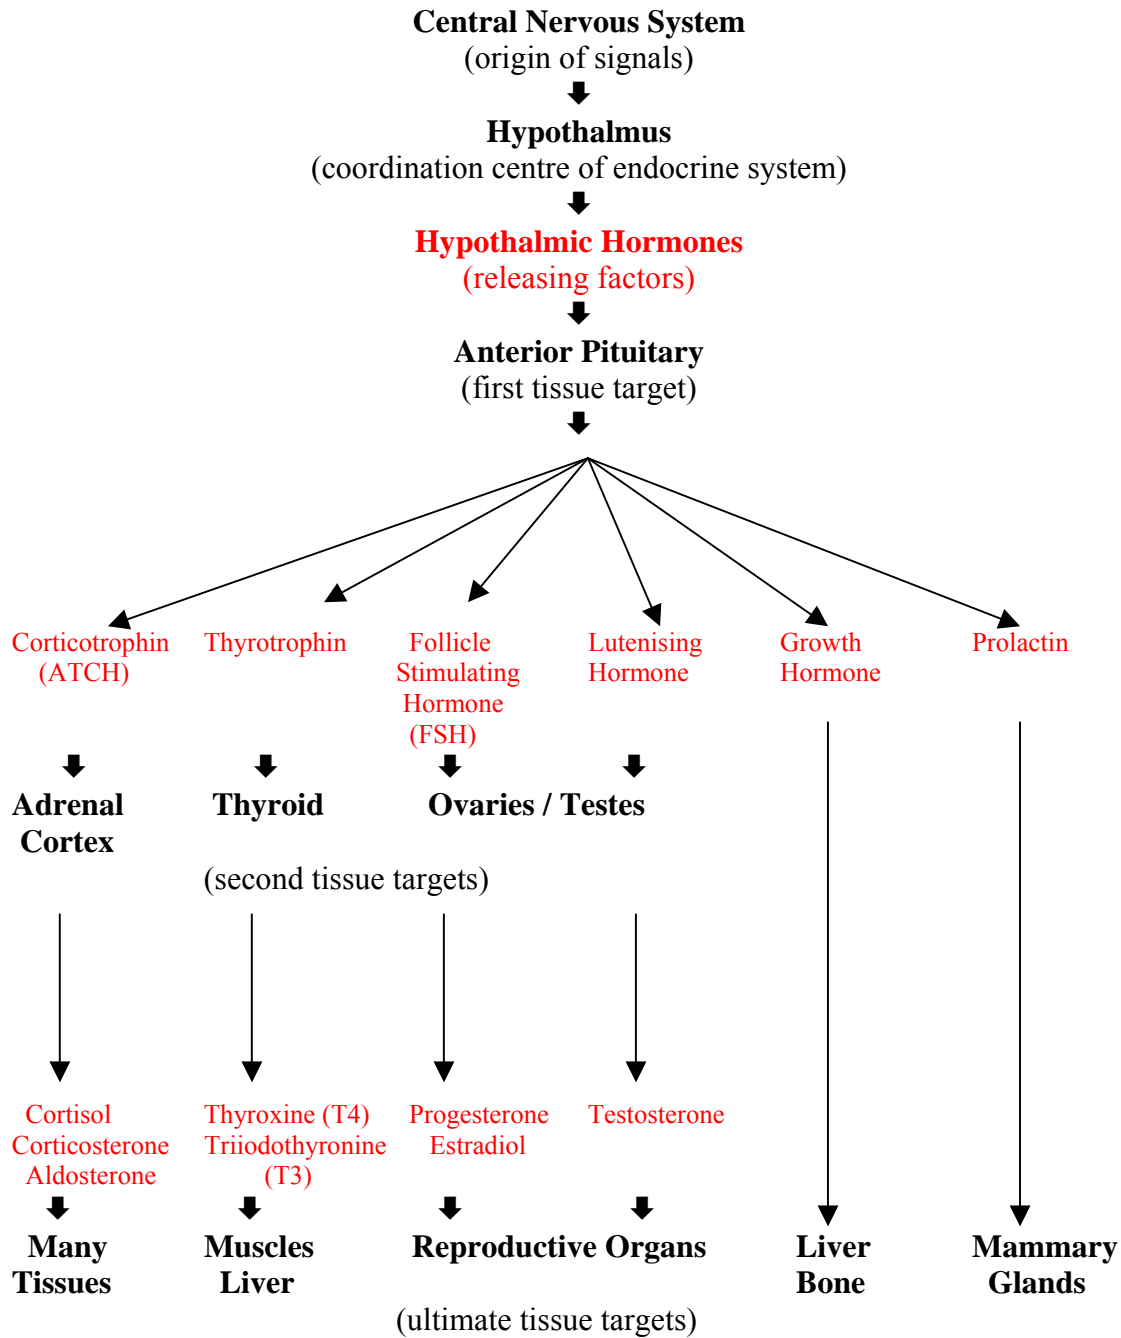 Central Nervous System
(origin of signals)
Hypothalmus
(coordination centre of endocrine system)
Hypothalmic Hormones
(releasing factors)
Anterior Pituitary
(first tissue target)
Corticotrophin
(ATCH)
Thyrotrophin
Follicle
Stimulating
Hormone
(FSH)
Lutenising
Hormone
Growth
Hormone
Prolactin
Adrenal
Cortex
Thyroid
Ovaries / Testes
(second tissue targets)
Cortisol
Corticosterone
Aldosterone
Thyroxine (T4)
Triiodothyronine
(T3)
Progesterone
Estradiol
Testosterone
Many
Tissues
Muscles
Liver
Reproductive Organs
Liver
Bone
Mammary
Glands
(ultimate tissue targets)